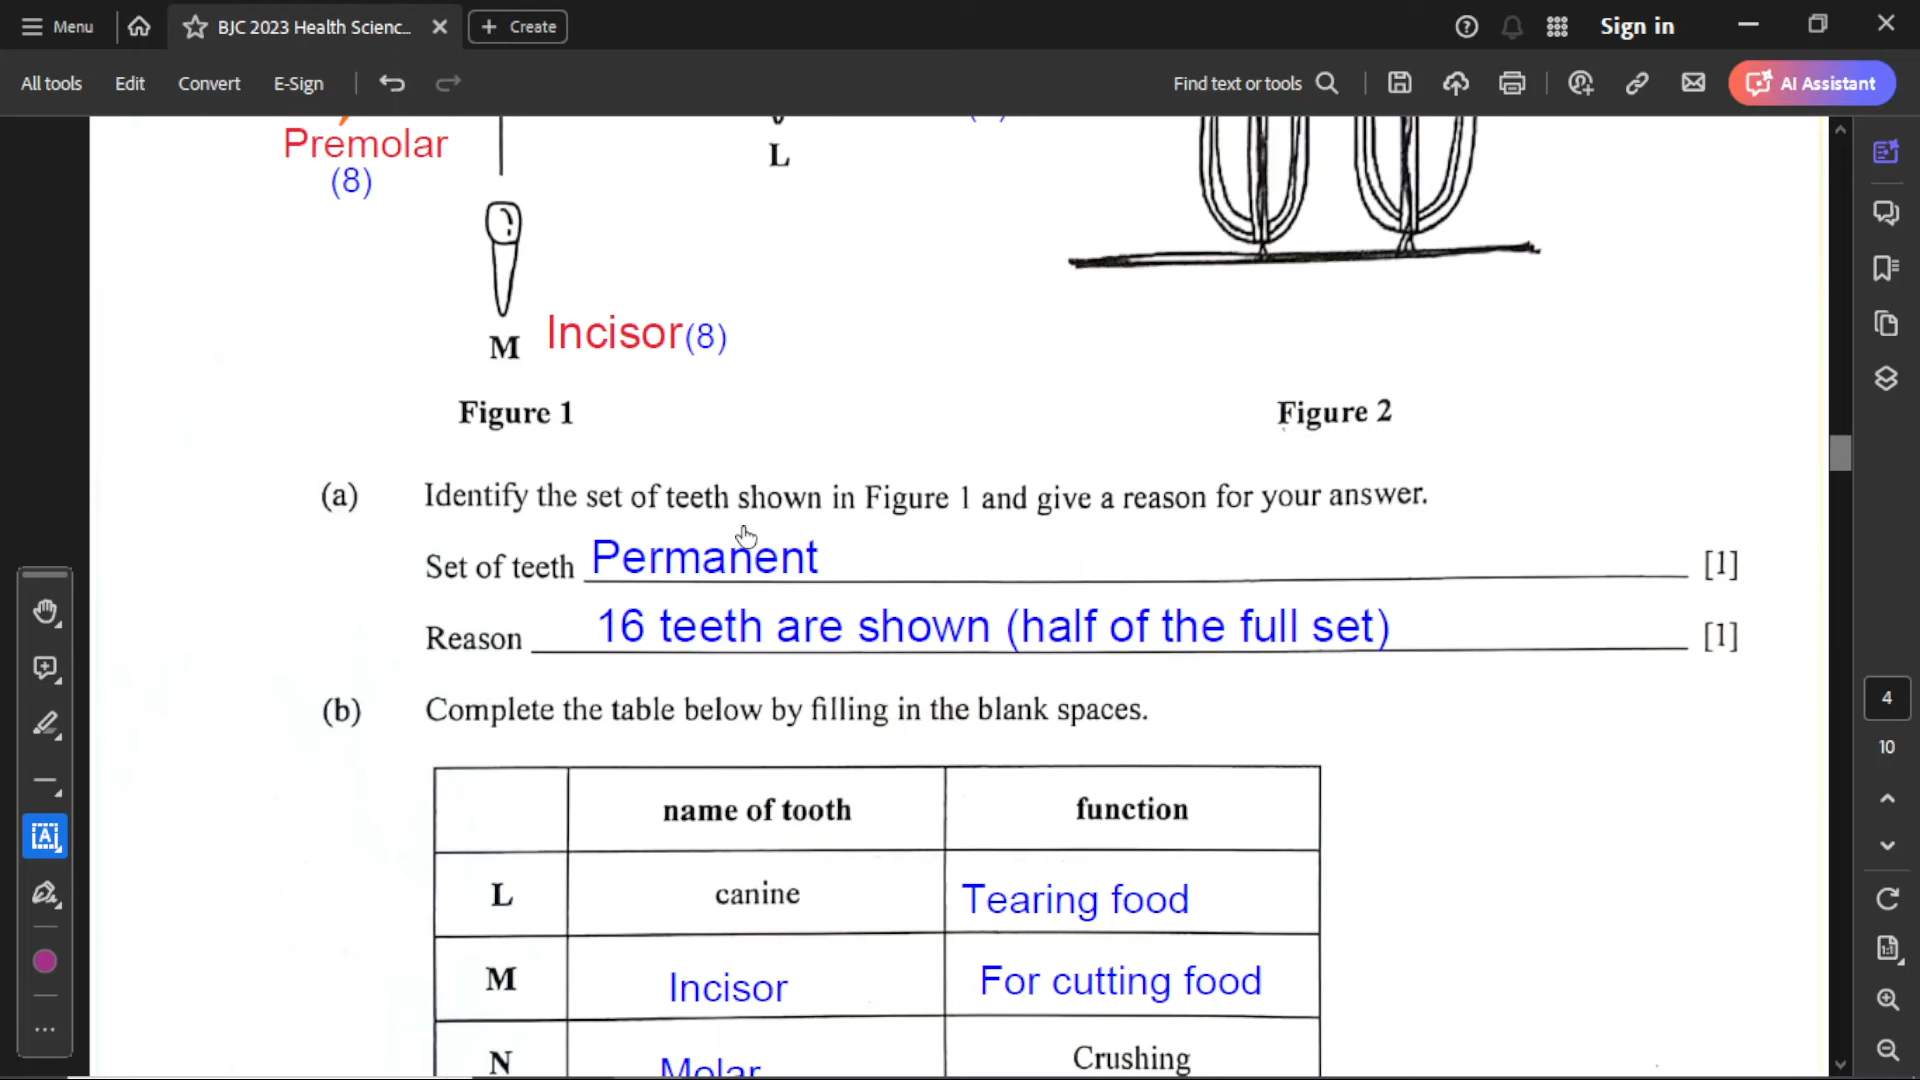 Menu
BJC 2023 Health Scienc...
Create
Sign in
All tools
Edit
Convert
E-Sign
Find text or tools
AI Assistant
Premolar
(8)
L
M
Incisor(8)
Figure 1
Figure 2
(a) Identify the set of teeth shown in Figure 1 and give a reason for your answer.
Set of teeth Permanent [1]
Reason 16 teeth are shown (half of the full set) [1]
(b) Complete the table below by filling in the blank spaces.
name of tooth function
L canine Tearing food
M Incisor For cutting food
N Molar Crushing
4
10